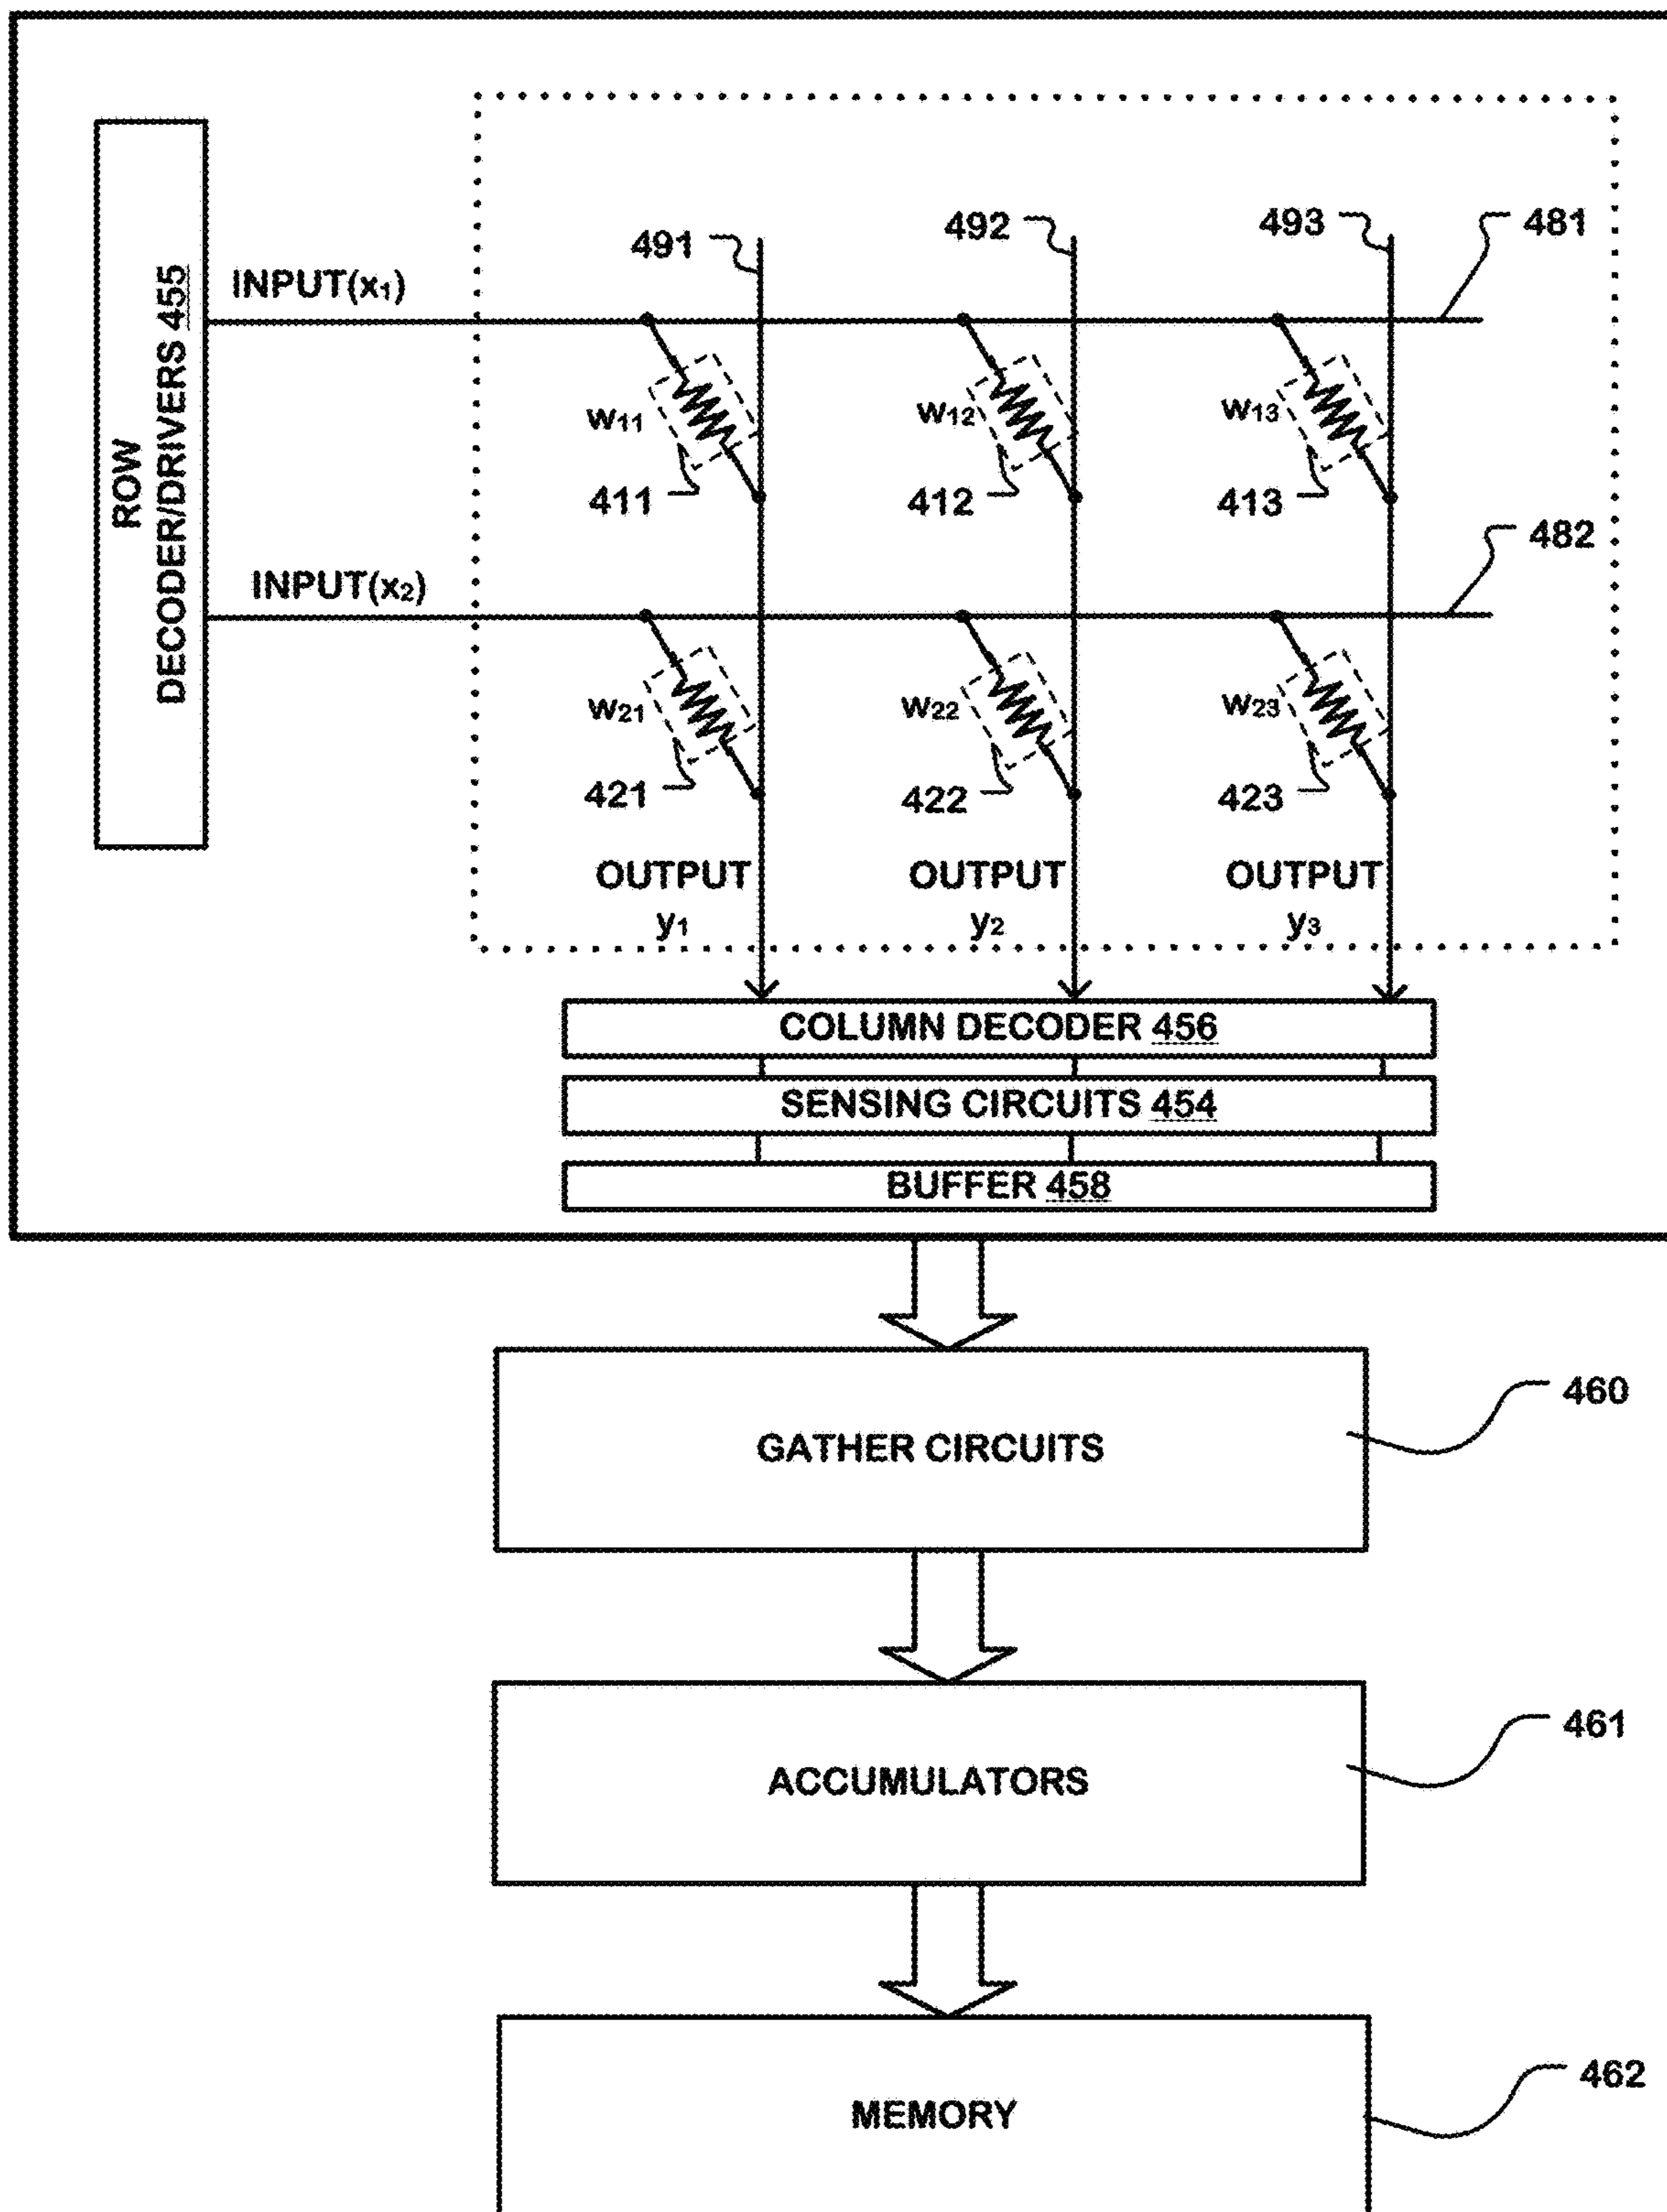 ROW
DECODER/DRIVERS 455
491
492
493
481
INPUT(x₁)
w₁₁
w₁₂
w₁₃
411
412
413
482
INPUT(x₂)
w₂₁
w₂₂
w₂₃
421
422
423
OUTPUT
y₁
OUTPUT
y₂
OUTPUT
y₃
COLUMN DECODER 456
SENSING CIRCUITS 454
BUFFER 458
GATHER CIRCUITS
460
ACCUMULATORS
461
MEMORY
462